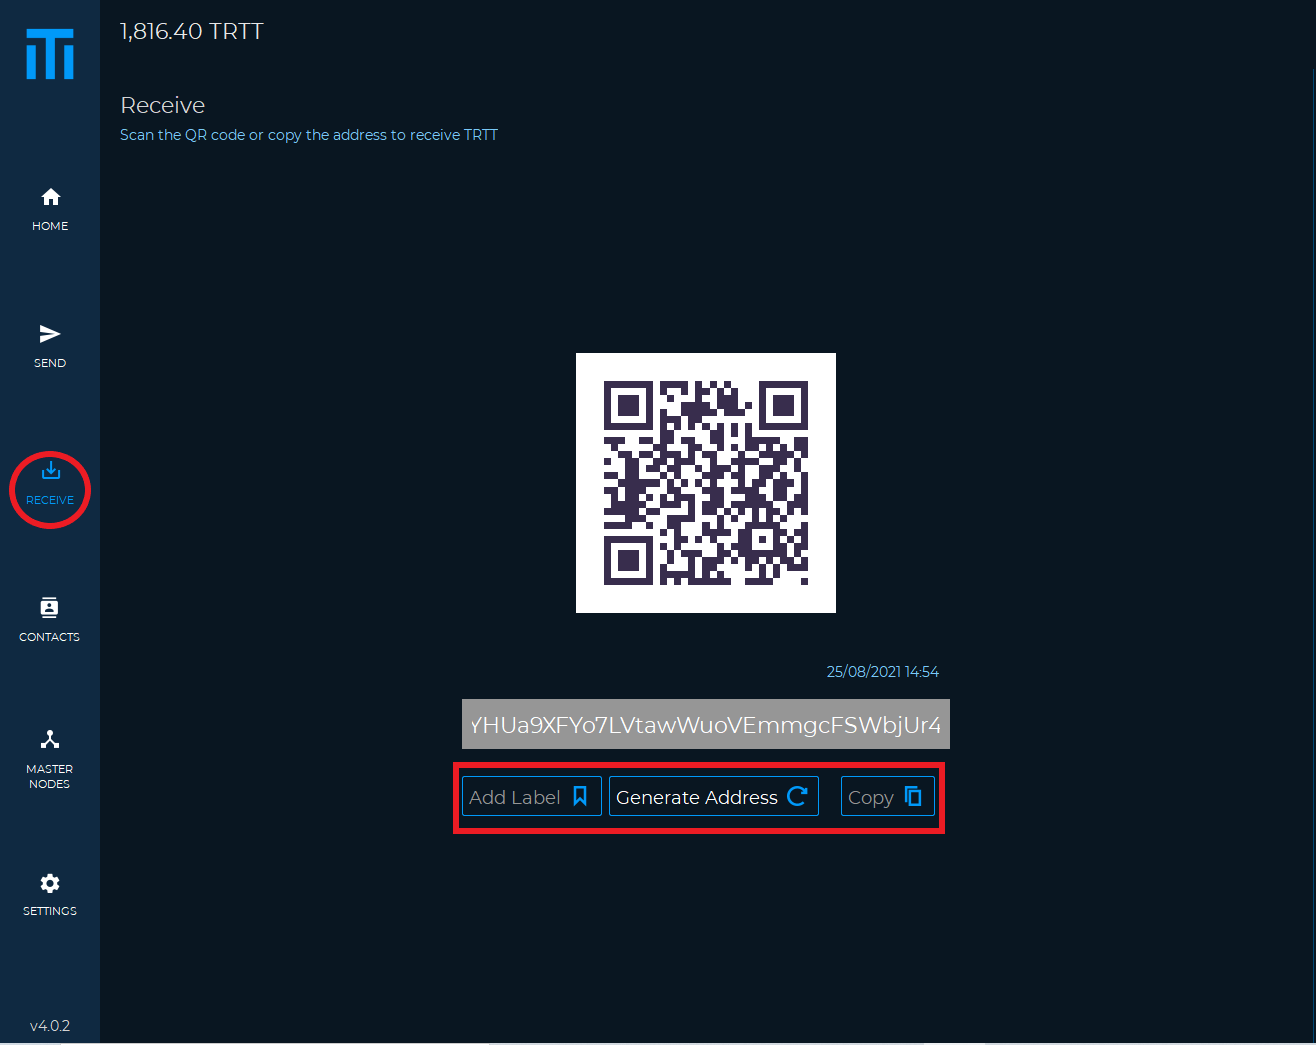 1,816.40 TRTT
Receive
Scan the QR code or copy the address to receive TRTT
HOME
SEND
RECEIVE
CONTACTS
MASTER
NODES
SETTINGS
v4.0.2
25/08/2021 14:54
YHUa9XFYo7LVtawWuoVEmmgcFSWbjUr4
Add Label
Generate Address
Copy